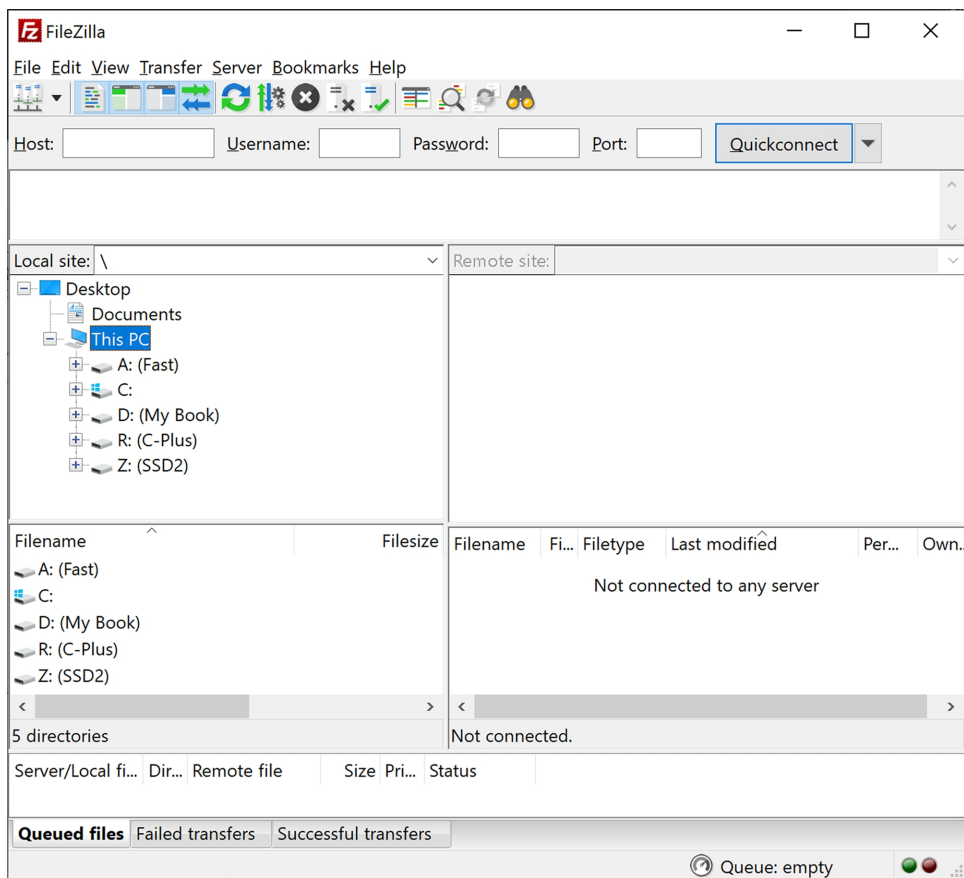 FileZilla
File Edit View Transfer Server Bookmarks Help
Host: Username: Password: Port: Quickconnect
Local site: \
Remote site:
Desktop
Documents
This PC
A: (Fast)
C:
D: (My Book)
R: (C-Plus)
Z: (SSD2)
Filename Filesize
A: (Fast)
C:
D: (My Book)
R: (C-Plus)
Z: (SSD2)
5 directories
Filename Fi... Filetype Last modified Per... Own..
Not connected to any server
Not connected.
Server/Local fi... Dir... Remote file Size Pri... Status
Queued files Failed transfers Successful transfers
Queue: empty